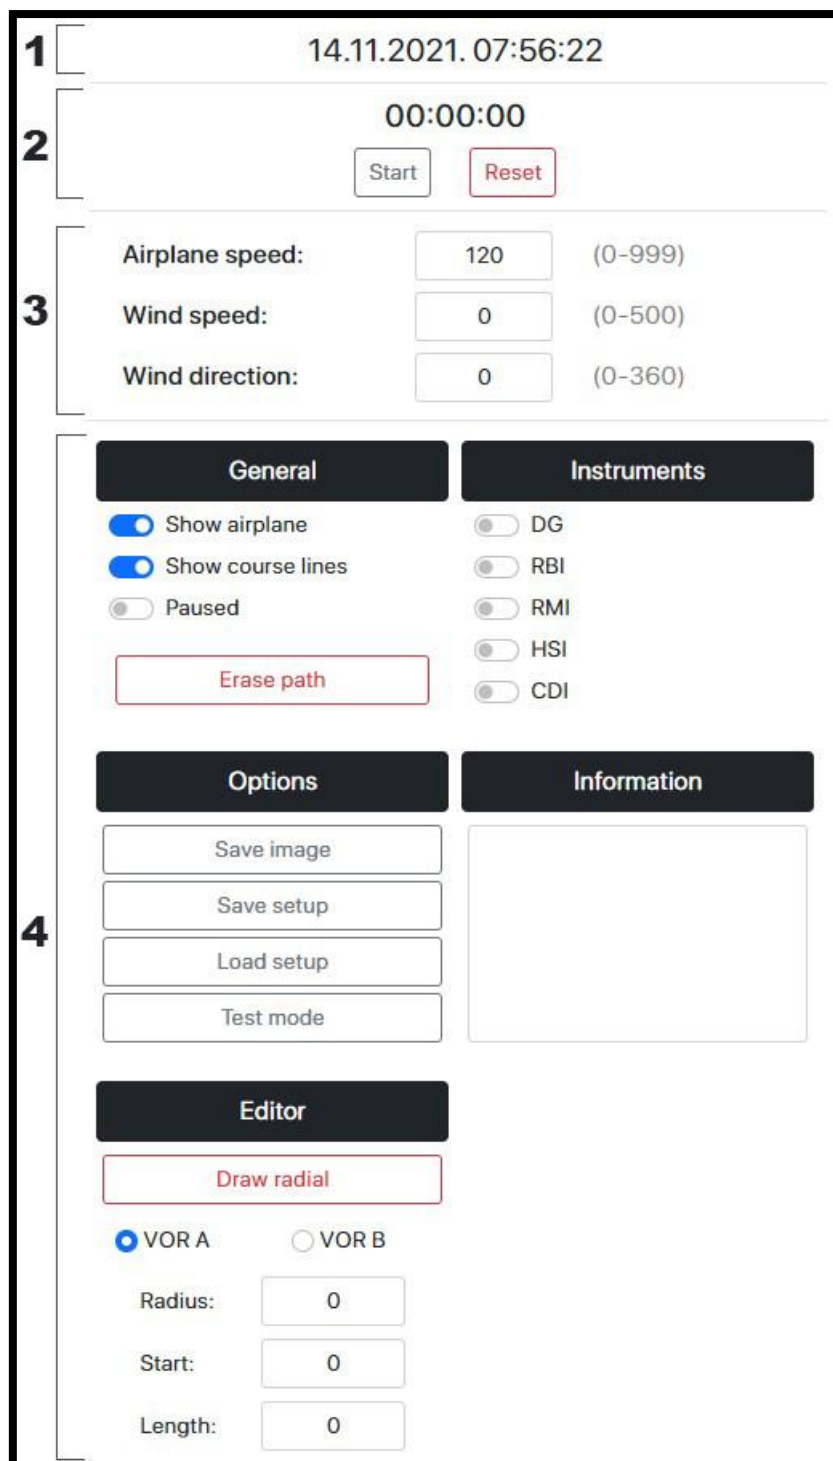 1
14.11.2021. 07:56:22
2
00:00:00
Start Reset
3
Airplane speed: 120 (0-999)
Wind speed: 0 (0-500)
Wind direction: 0 (0-360)
4
General Instruments
Show airplane DG
Show course lines RBI
Paused RMI
HSI
Erase path CDI
Options Information
Save image
Save setup
Load setup
Test mode
Editor
Draw radial
VOR A VOR B
Radius: 0
Start: 0
Length: 0